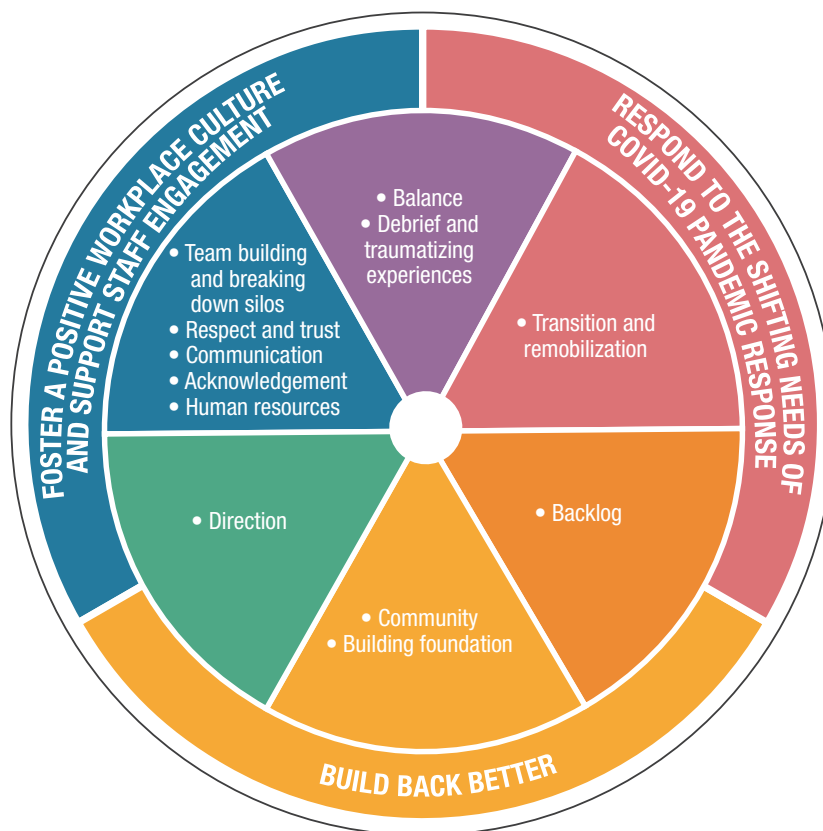 FOSTER A POSITIVE WORKPLACE CULTURE
AND SUPPORT STAFF ENGAGEMENT
RESPOND TO THE SHIFTING NEEDS OF
COVID-19 PANDEMIC RESPONSE
• Balance
• Debrief and
traumatizing
experiences
• Team building
and breaking
down silos
• Respect and trust
• Communication
• Acknowledgement
• Human resources
• Transition and
remobilization
• Direction
• Backlog
• Community
• Building foundation
BUILD BACK BETTER